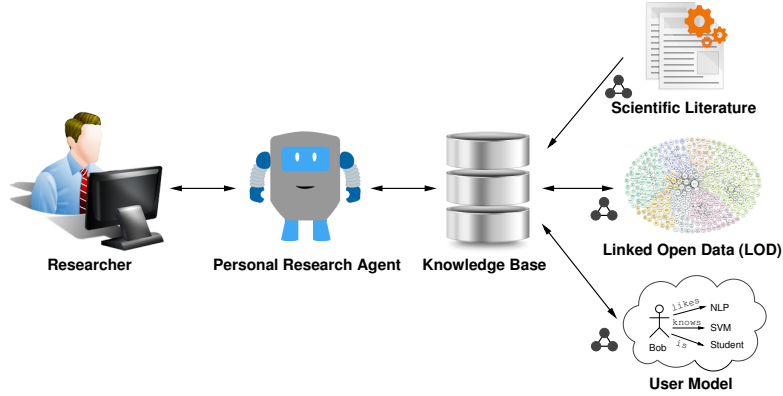 Scientific Literature
Linked Open Data (LOD)
Researcher
Personal Research Agent
Knowledge Base
likes
NLP
knows
SVM
is
Student
Bob
User Model